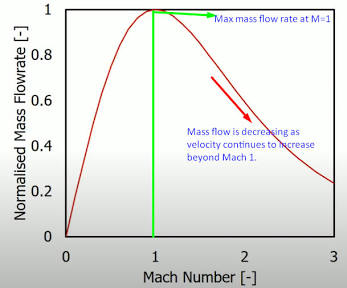 1
Max mass flow rate at M=1
0.8
0.6
Mass flow is decreasing as
velocity continues to increase
beyond Mach 1.
0.4
0.2
0
Normalised Mass Flowrate [-]
0 1 2 3
Mach Number [-]